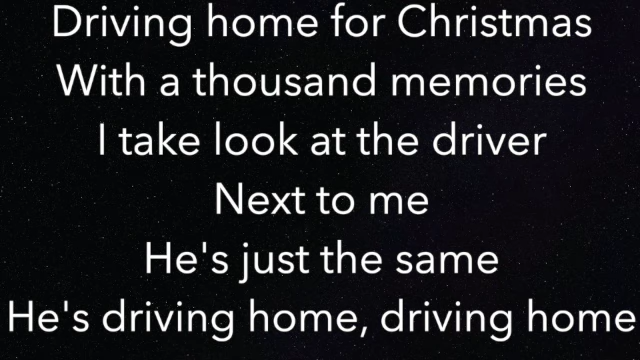 Driving home for Christmas
With a thousand memories
I take look at the driver
Next to me
He's just the same
He's driving home, driving home